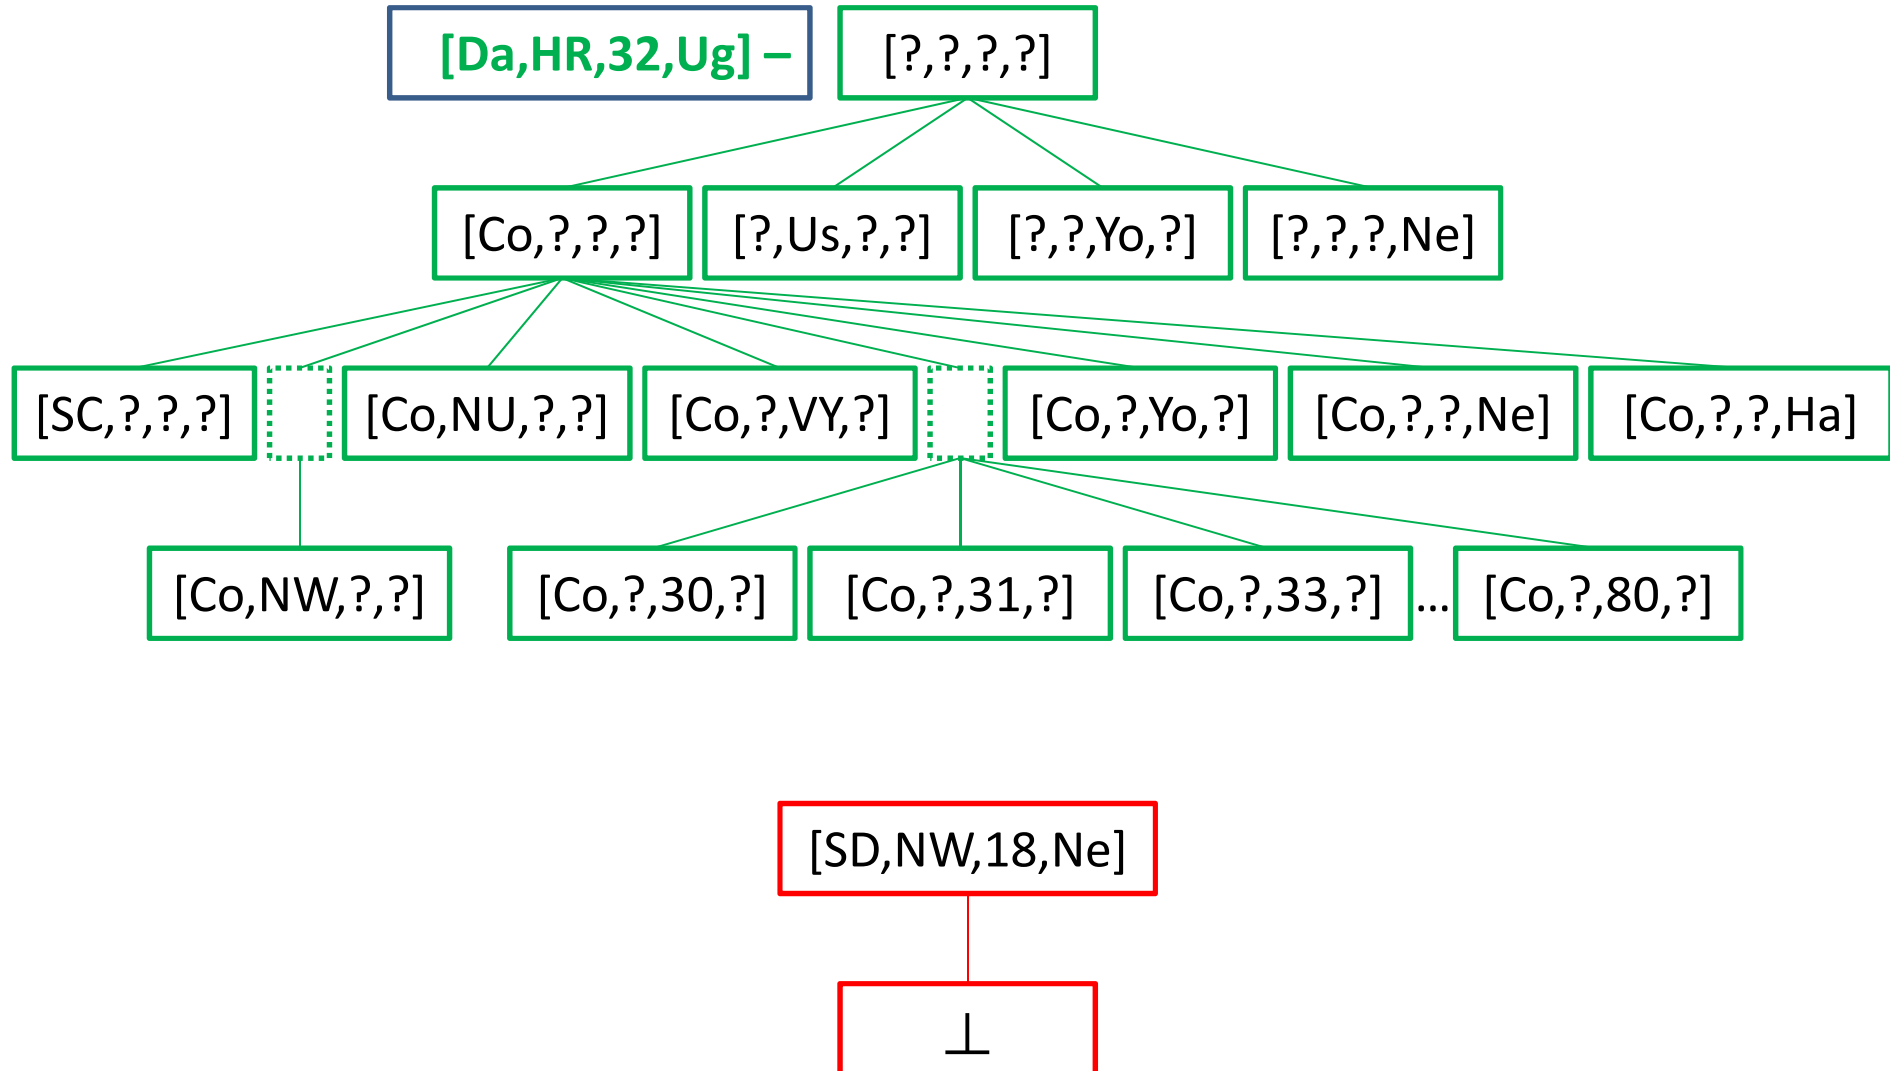 [Da,HR,32,Ug] – [?,?,?,?]
[Co,?,?,?] [?,Us,?,?] [?,?,Yo,?] [?,?,?,Ne]
[SC,?,?,?] [Co,NU,?,?] [Co,?,VY,?] [Co,?,Yo,?] [Co,?,?,Ne] [Co,?,?,Ha]
[Co,NW,?,?] [Co,?,30,?] [Co,?,31,?] [Co,?,33,?] ... [Co,?,80,?]
[SD,NW,18,Ne]
⊥